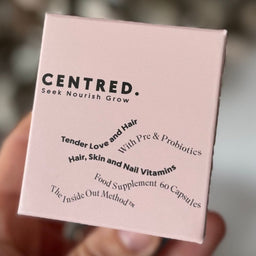 CENTRED.
Seek Nourish Grow
Tender Love and Hair
With Pre & Probiotics
Hair, Skin and Nail Vitamins
Food Supplement 60 Capsules
The Inside Out Method™